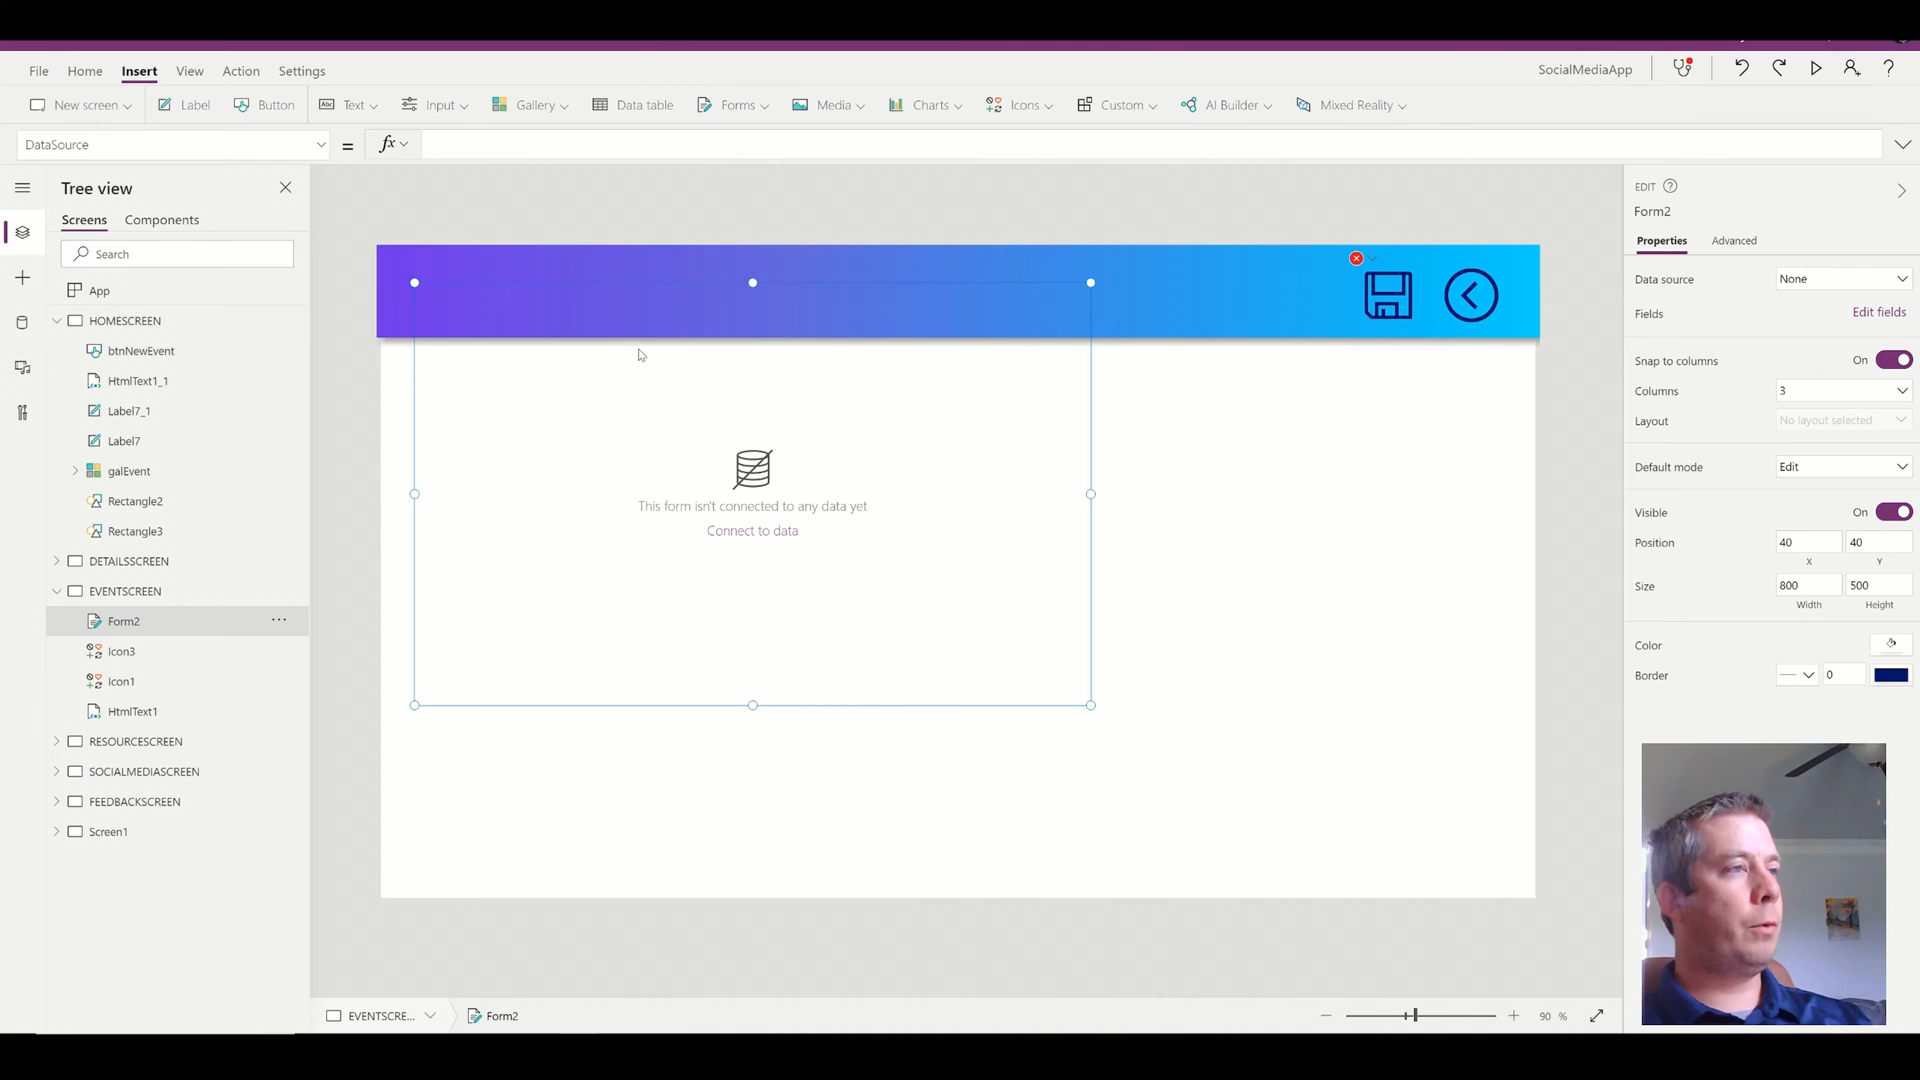 File Home Insert View Action Settings SocialMediaApp ?
New screen Label Button Abc Text Input Gallery Data table Forms Media Charts Icons Custom AI Builder Mixed Reality
DataSource = fx
Tree view
Screens Components
Search
App
HOMESCREEN
btnNewEvent
HtmlText1_1
Label7_1
Label7
galEvent
Rectangle2
Rectangle3
DETAILSSCREEN
EVENTSCREEN
Form2 ...
Icon3
Icon1
HtmlText1
RESOURCESCREEN
SOCIALMEDIASCREEN
FEEDBACKSCREEN
Screen1
This form isn't connected to any data yet
Connect to data
EVENTSCRE... Form2
90 %
EDIT ?
Form2
Properties Advanced
Data source None
Fields Edit fields
Snap to columns On
Columns 3
Layout No layout selected
Default mode Edit
Visible On
Position 40 40
X Y
Size 800 500
Width Height
Color
Border 0